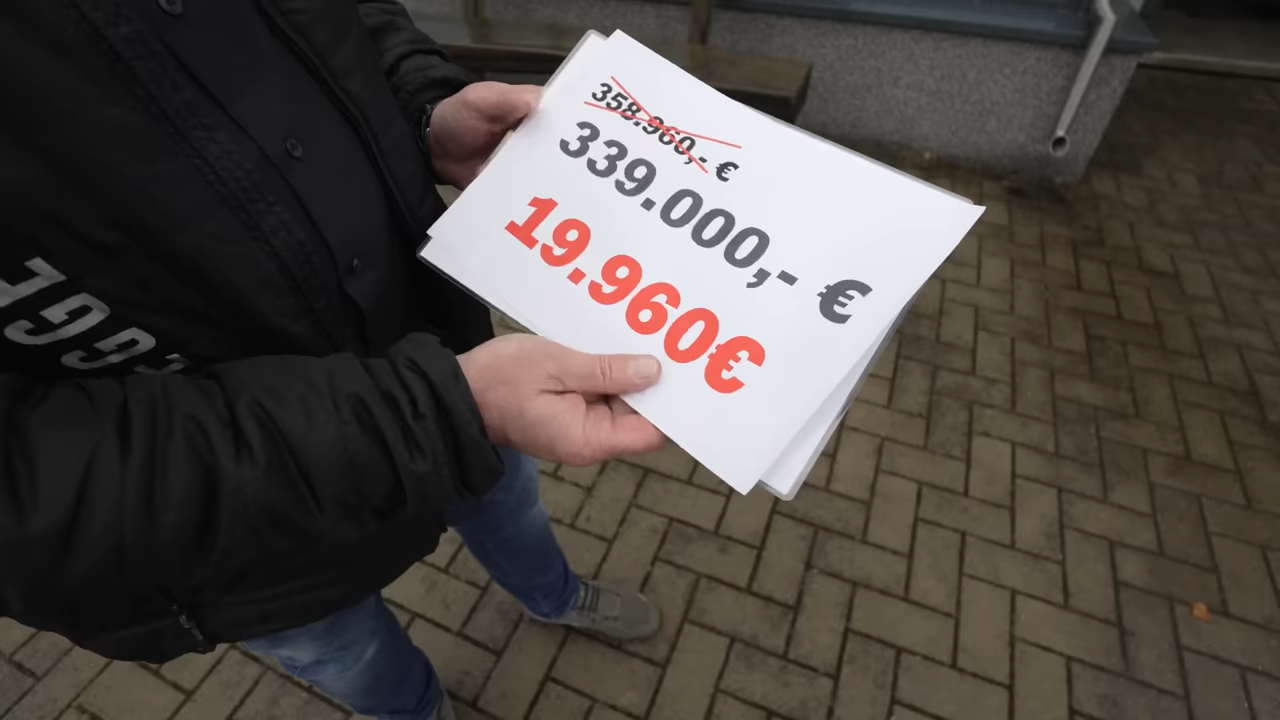 358.960,- €
339.000,- €
19.960€